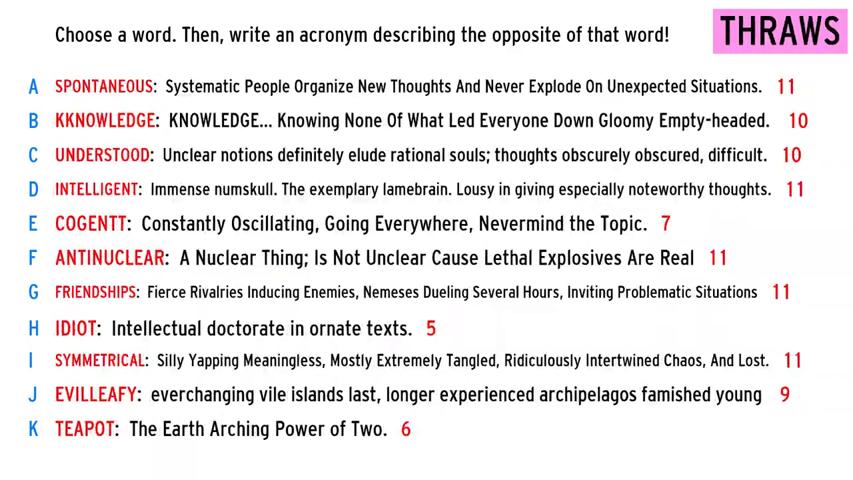 Choose a word. Then, write an acronym describing the opposite of that word!
THRAWS
A SPONTANEOUS: Systematic People Organize New Thoughts And Never Explode On Unexpected Situations. 11
B KKNOWLEDGE: KNOWLEDGE... Knowing None Of What Led Everyone Down Gloomy Empty-headed. 10
C UNDERSTOOD: Unclear notions definitely elude rational souls; thoughts obscurely obscured, difficult. 10
D INTELLIGENT: Immense numskull. The exemplary lamebrain. Lousy in giving especially noteworthy thoughts. 11
E COGENTT: Constantly Oscillating, Going Everywhere, Nevermind the Topic. 7
F ANTINUCLEAR: A Nuclear Thing; Is Not Unclear Cause Lethal Explosives Are Real 11
G FRIENDSHIPS: Fierce Rivalries Inducing Enemies, Nemeses Dueling Several Hours, Inviting Problematic Situations 11
H IDIOT: Intellectual doctorate in ornate texts. 5
I SYMMETRICAL: Silly Yapping Meaningless, Mostly Extremely Tangled, Ridiculously Intertwined Chaos, And Lost. 11
J EVILLEAFY: everchanging vile islands last, longer experienced archipelagos famished young 9
K TEAPOT: The Earth Arching Power of Two. 6